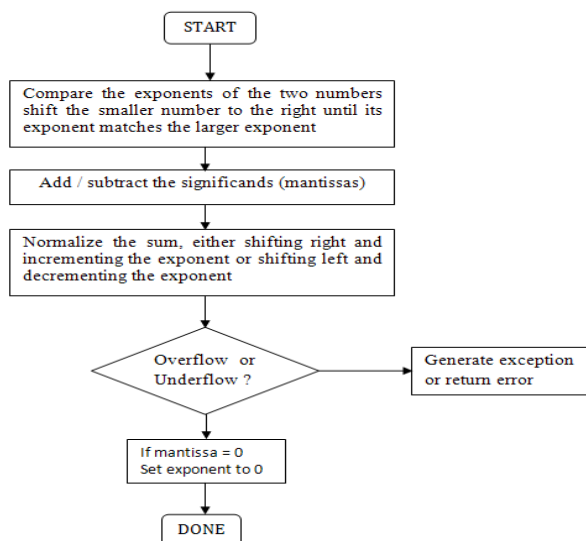 START
Compare the exponents of the two numbers
shift the smaller number to the right until its
exponent matches the larger exponent
Add / subtract the significands (mantissas)
Normalize the sum, either shifting right and
incrementing the exponent or shifting left and
decrementing the exponent
Overflow or
Underflow ?
Generate exception
or return error
If mantissa = 0
Set exponent to 0
DONE